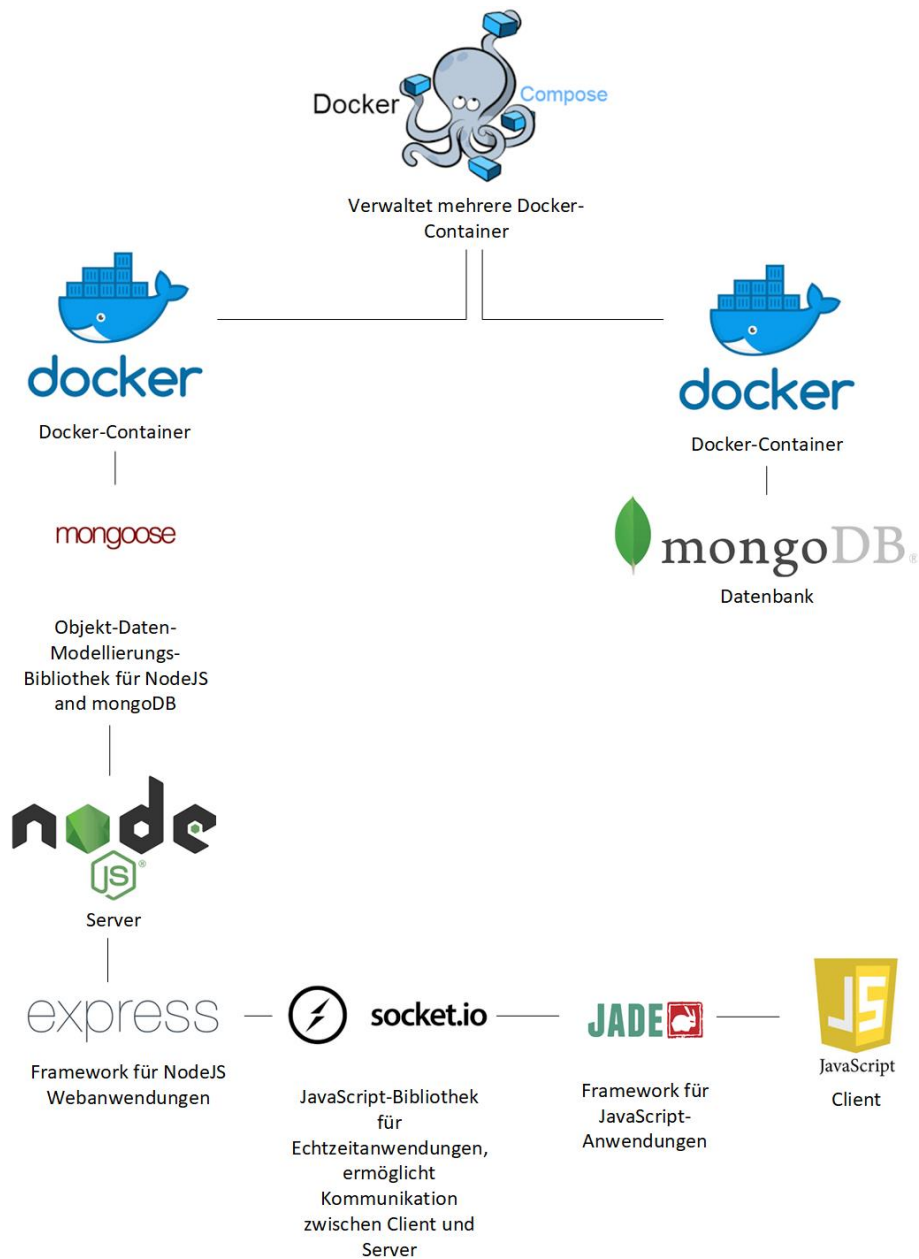 Docker
Compose
Verwaltet mehrere Docker-
Container
docker
Docker-Container
docker
Docker-Container
mongoose
mongoDB®
Datenbank
Objekt-Daten-
Modellierungs-
Bibliothek für NodeJS
and mongoDB
node
JS®
Server
express
Framework für NodeJS
Webanwendungen
socket.io
JavaScript-Bibliothek
für
Echtzeitanwendungen,
ermöglicht
Kommunikation
zwischen Client und
Server
JADE
Framework für
JavaScript-
Anwendungen
JS
JavaScript
Client